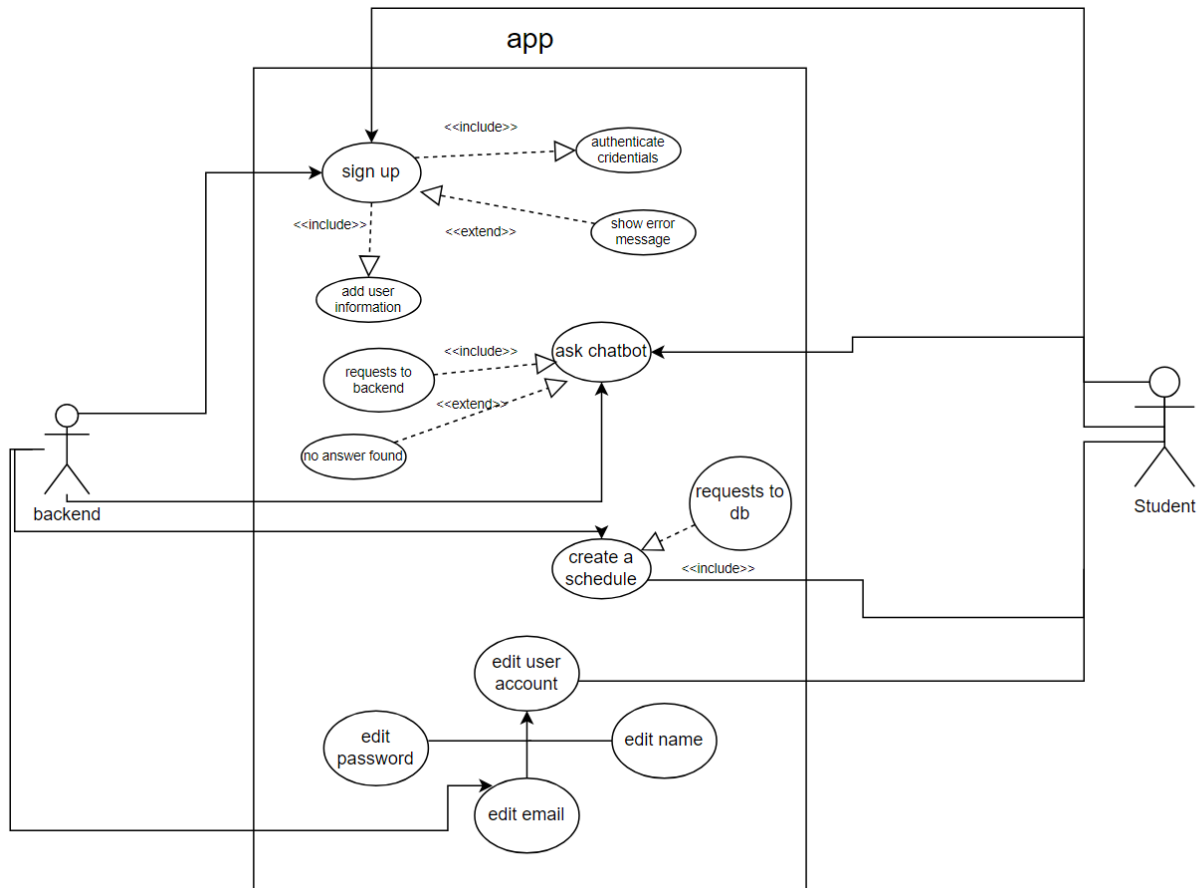 app
<<include>>
authenticate
cridentials
sign up
<<include>>
<<extend>>
show error
message
add user
information
<<include>>
ask chatbot
requests to
backend
<<extend>>
no answer found
backend
requests to
db
Student
create a
schedule
<<include>>
edit user
account
edit
password
edit name
edit email